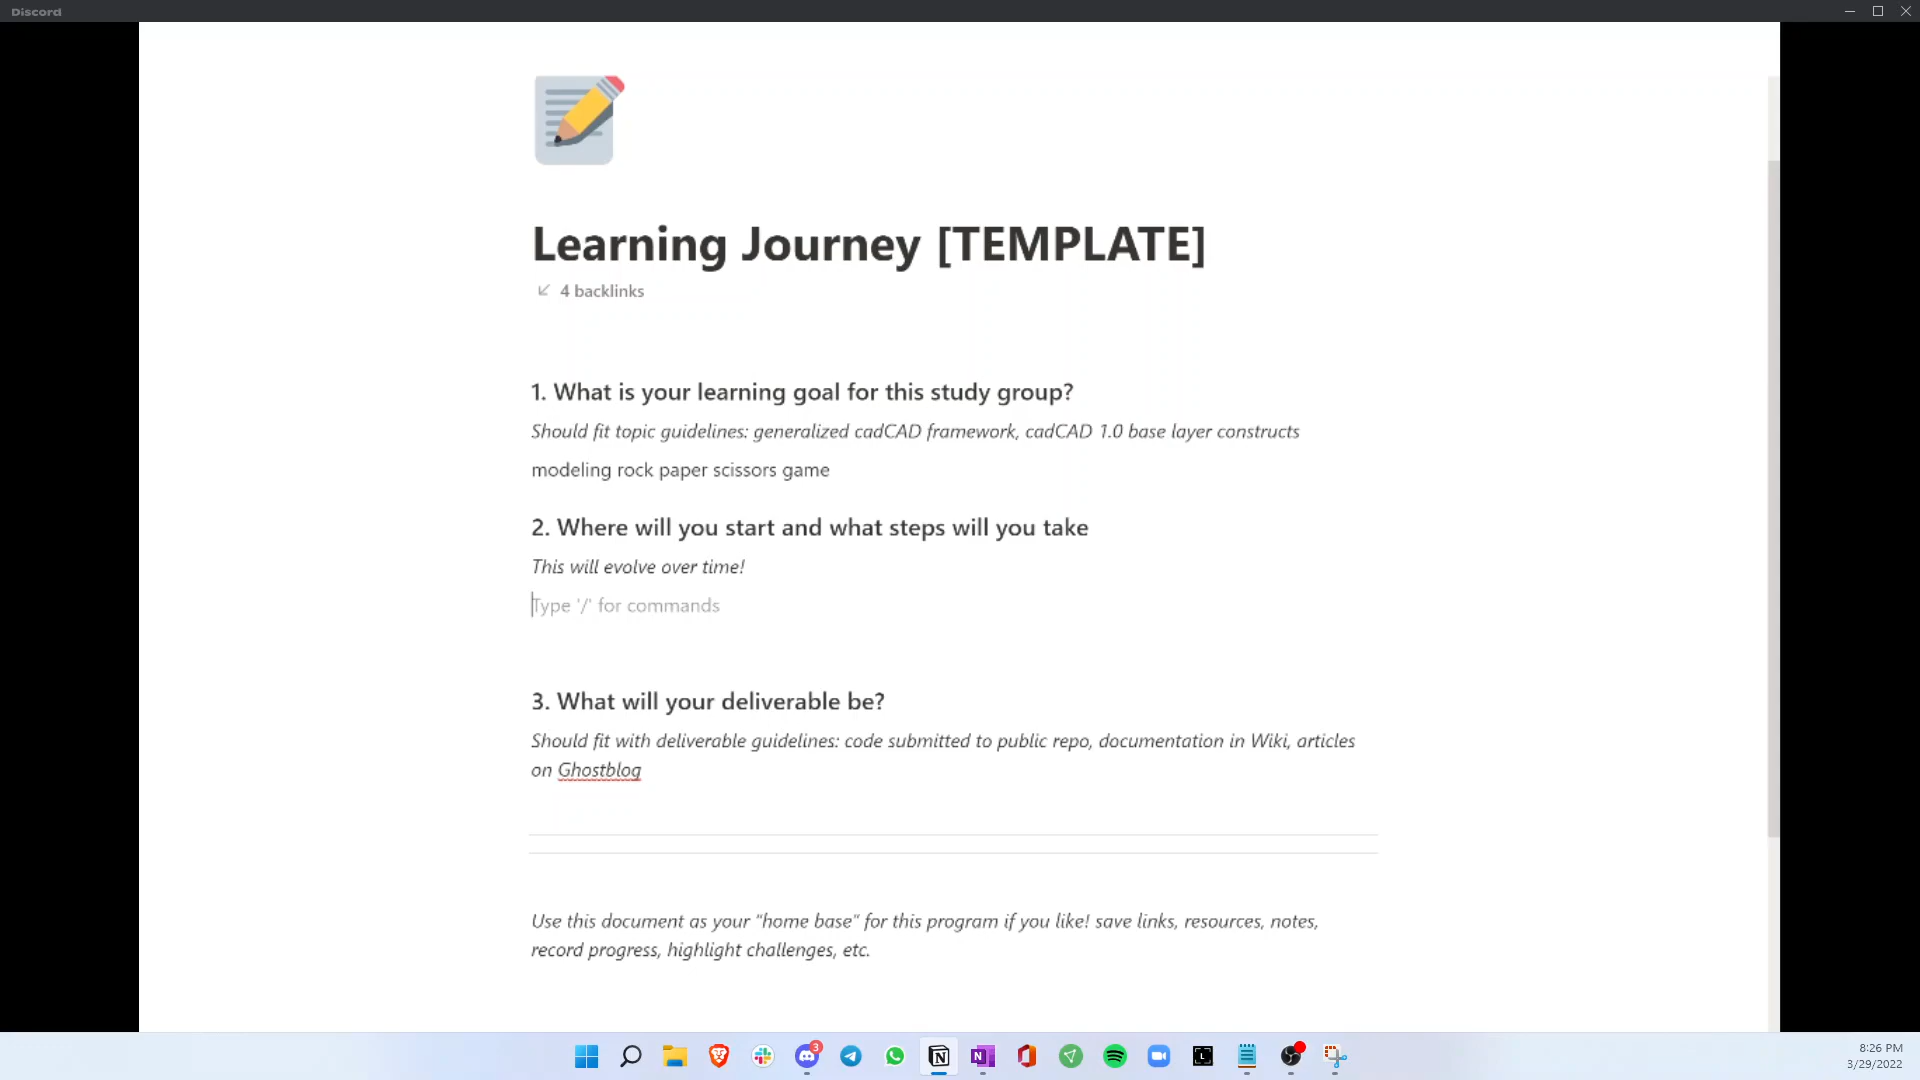 Discord
Learning Journey [TEMPLATE]
4 backlinks
1. What is your learning goal for this study group?
Should fit topic guidelines: generalized cadCAD framework, cadCAD 1.0 base layer constructs
modeling rock paper scissors game
2. Where will you start and what steps will you take
This will evolve over time!
Type '/' for commands
3. What will your deliverable be?
Should fit with deliverable guidelines: code submitted to public repo, documentation in Wiki, articles
on Ghostblog
Use this document as your "home base" for this program if you like! save links, resources, notes,
record progress, highlight challenges, etc.
3
8:26 PM
3/29/2022